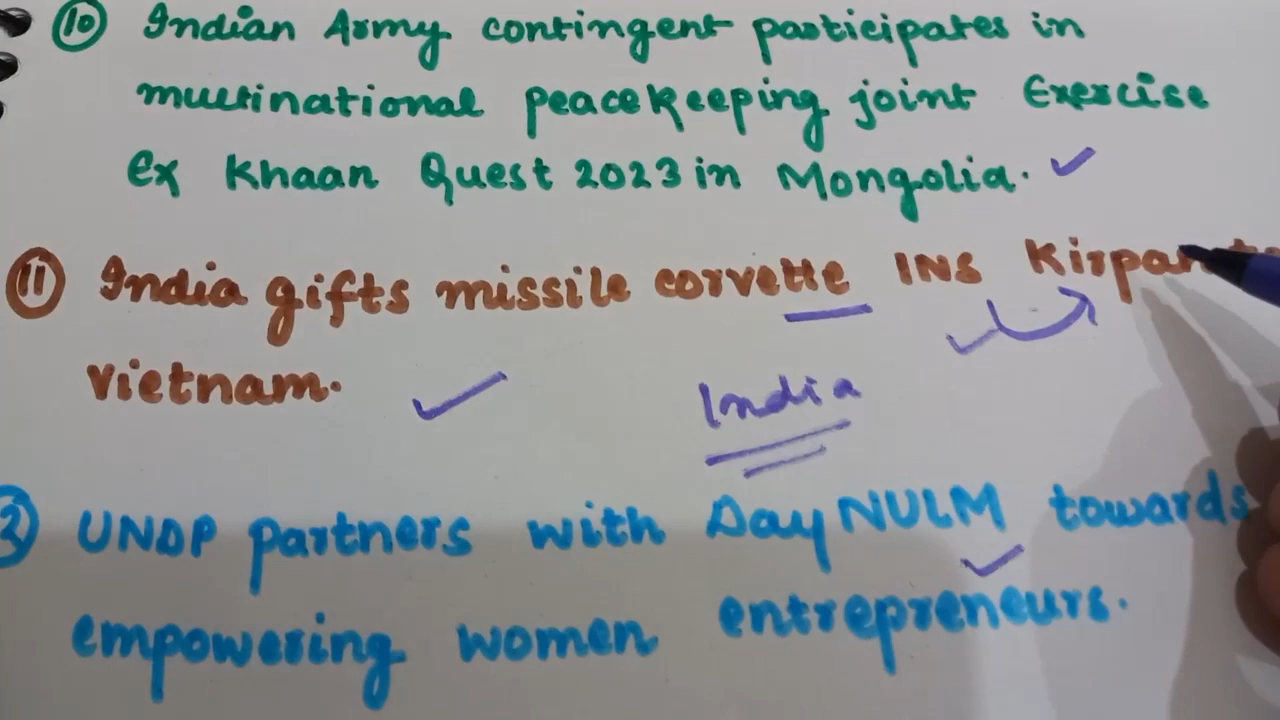 10 Indian Army contingent participates in
multinational peacekeeping joint Exercise
Ex Khaan Quest 2023 in Mongolia.
11 India gifts missile corvette INS Kirpan
Vietnam.
India
UNDP partners with Day NULM towards
empowering women entrepreneurs.